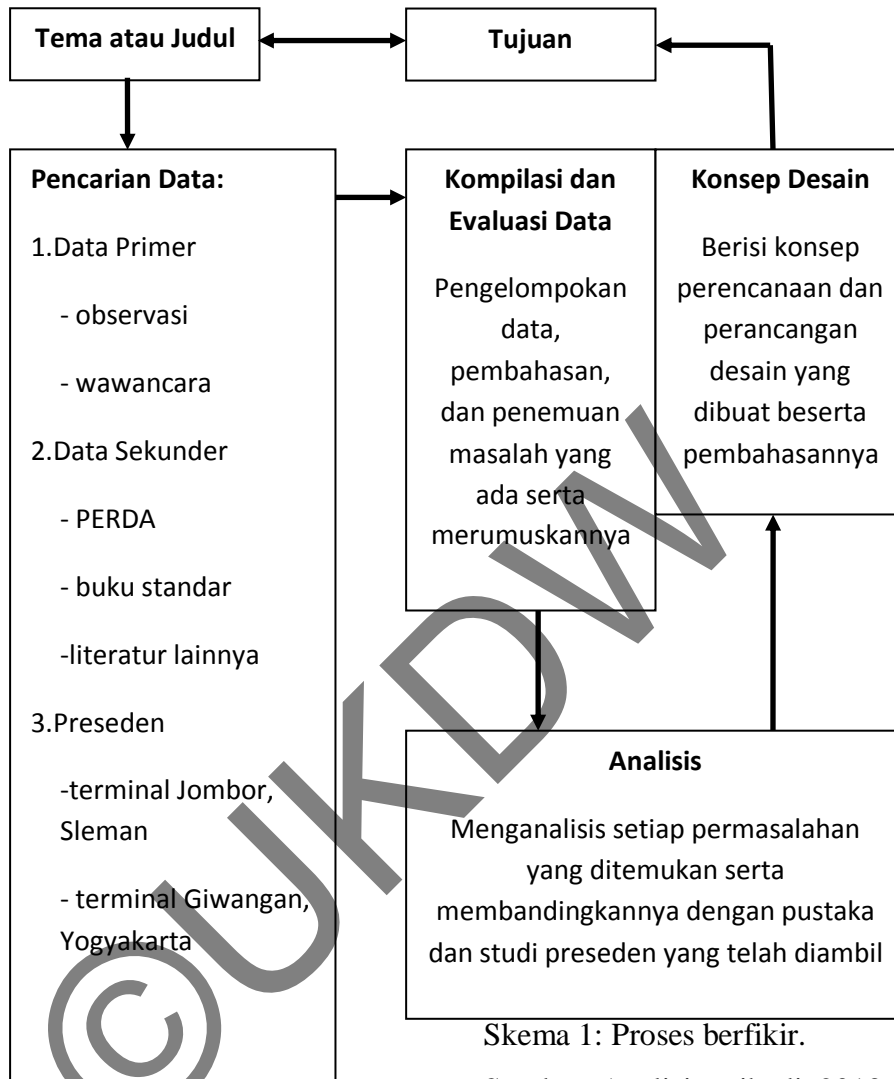 Tema atau Judul
Tujuan
Pencarian Data:
1.Data Primer
- observasi
- wawancara
2.Data Sekunder
- PERDA
- buku standar
-literatur lainnya
3.Preseden
-terminal Jombor,
Sleman
- terminal Giwangan,
Yogyakarta
Kompilasi dan
Evaluasi Data
Pengelompokan
data,
pembahasan,
dan penemuan
masalah yang
ada serta
merumuskannya
Konsep Desain
Berisi konsep
perencanaan dan
perancangan
desain yang
dibuat beserta
pembahasannya
Analisis
Menganalisis setiap permasalahan
yang ditemukan serta
membandingkannya dengan pustaka
dan studi preseden yang telah diambil
Skema 1: Proses berfikir.
©UKDW